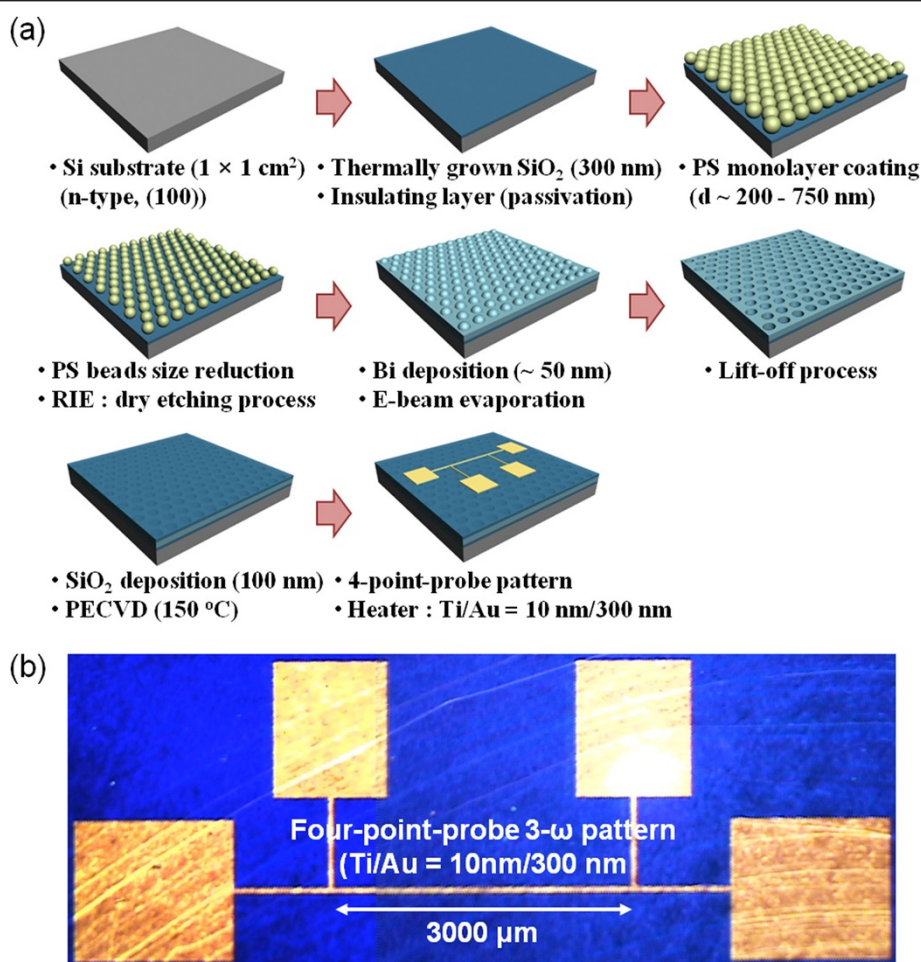 (a)
• Si substrate (1 × 1 cm²)
(n-type, (100))
• Thermally grown SiO₂ (300 nm)
• Insulating layer (passivation)
• PS monolayer coating
(d ~ 200 - 750 nm)
• PS beads size reduction
• RIE : dry etching process
• Bi deposition (~ 50 nm)
• E-beam evaporation
• Lift-off process
• SiO₂ deposition (100 nm)
• PECVD (150 °C)
• 4-point-probe pattern
• Heater : Ti/Au = 10 nm/300 nm
(b)
Four-point-probe 3-ω pattern
(Ti/Au = 10nm/300 nm
3000 μm